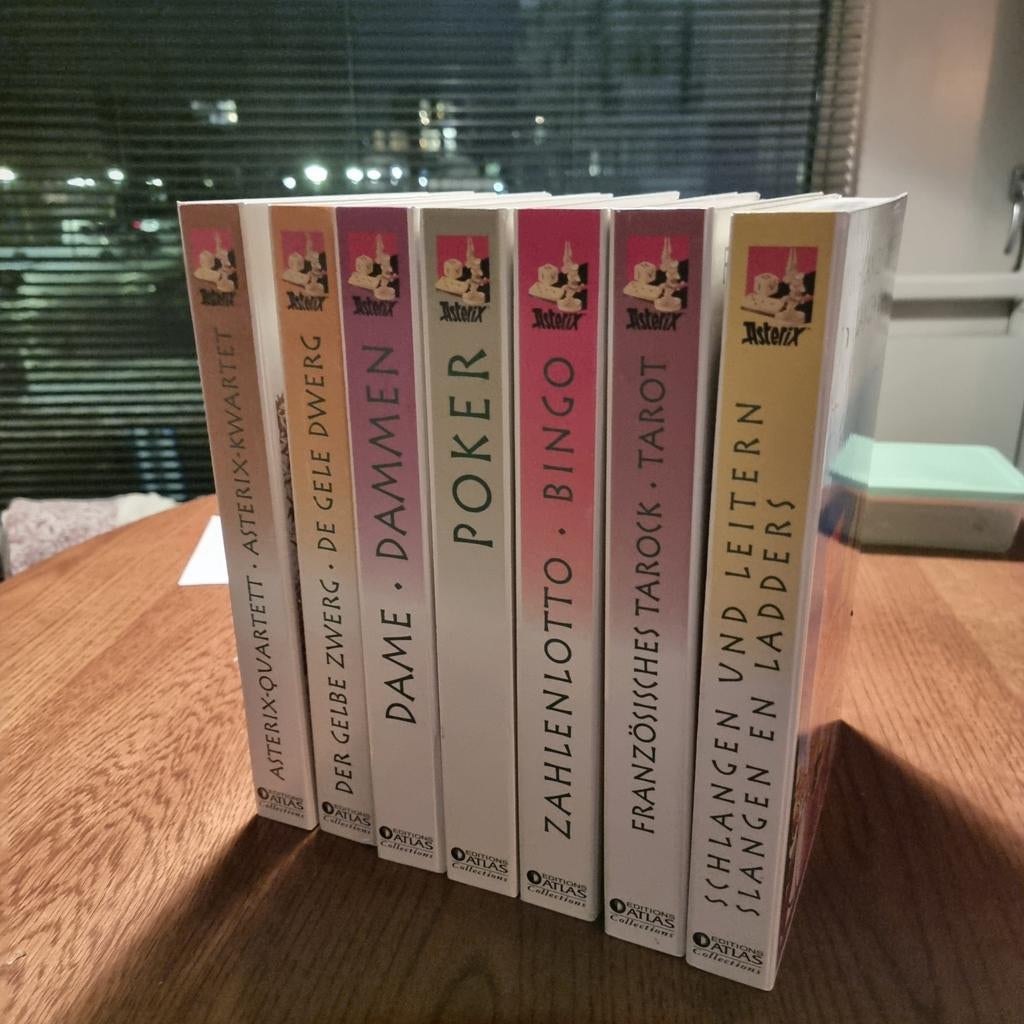 Asterix
ASTERIX-QUARTETT · ASTERIX-KWARTET
EDITIONS
ATLAS
Collections
Asterix
DER GELBE ZWERG · DE GELE DWERG
EDITIONS
ATLAS
Collections
Asterix
DAME · DAMMEN
EDITIONS
ATLAS
Collections
Asterix
POKER
EDITIONS
ATLAS
Collections
Asterix
ZAHLENLOTTO · BINGO
EDITIONS
ATLAS
Collections
Asterix
FRANZÖSISCHES TAROCK · TAROT
EDITIONS
ATLAS
Collections
Asterix
SCHLANGEN UND LEITERN
SLANGEN EN LADDERS
EDITIONS
ATLAS
Collections